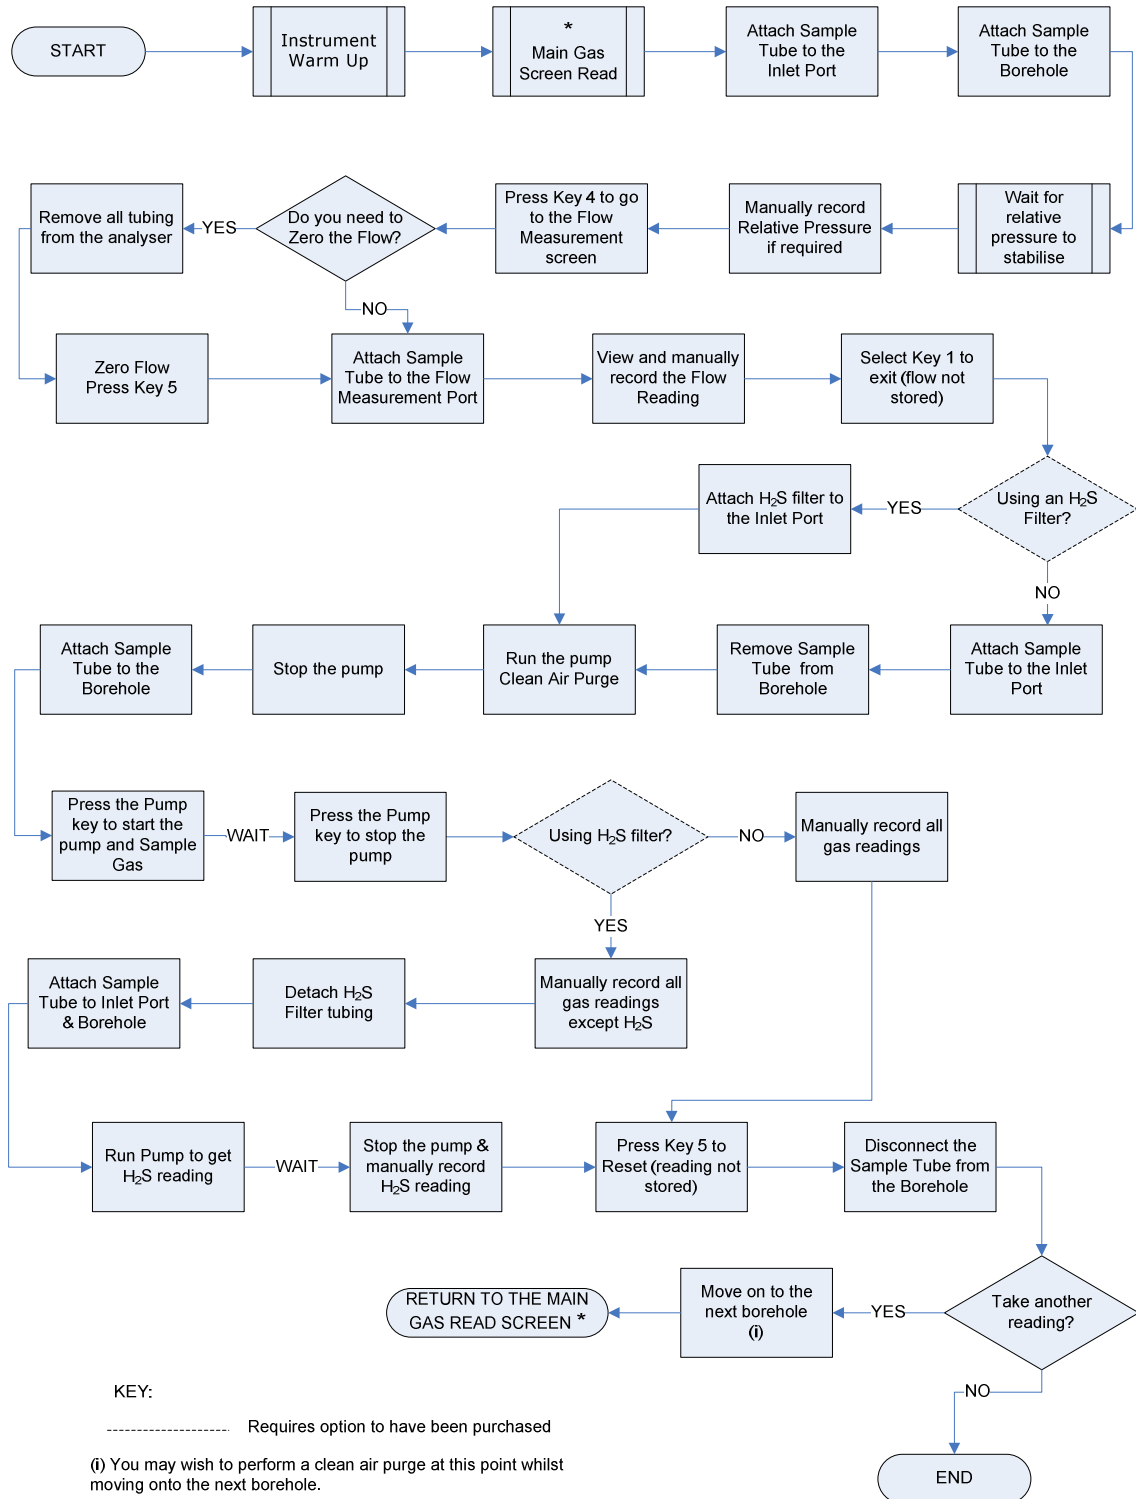 START
Instrument
Warm Up
*
Main Gas
Screen Read
Attach Sample
Tube to the
Inlet Port
Attach Sample
Tube to the
Borehole
Wait for
relative
pressure to
stabilise
Manually record
Relative Pressure
if required
Press Key 4 to go
to the Flow
Measurement
screen
Do you need to
Zero the Flow?
YES
Remove all tubing
from the analyser
NO
Zero Flow
Press Key 5
Attach Sample
Tube to the Flow
Measurement Port
View and manually
record the Flow
Reading
Select Key 1 to
exit (flow not
stored)
Using an H₂S
Filter?
YES
Attach H₂S filter to
the Inlet Port
NO
Attach Sample
Tube to the Inlet
Port
Remove Sample
Tube from
Borehole
Run the pump
Clean Air Purge
Stop the pump
Attach Sample
Tube to the
Borehole
Press the Pump
key to start the
pump and Sample
Gas
WAIT
Press the Pump
key to stop the
pump
Using H₂S filter?
NO
Manually record all
gas readings
YES
Manually record all
gas readings
except H₂S
Detach H₂S
Filter tubing
Attach Sample
Tube to Inlet Port
& Borehole
Run Pump to get
H₂S reading
WAIT
Stop the pump &
manually record
H₂S reading
Press Key 5 to
Reset (reading not
stored)
Disconnect the
Sample Tube from
the Borehole
Take another
reading?
YES
Move on to the
next borehole
(i)
RETURN TO THE MAIN
GAS READ SCREEN *
NO
END
KEY:
Requires option to have been purchased
(i) You may wish to perform a clean air purge at this point whilst
moving onto the next borehole.